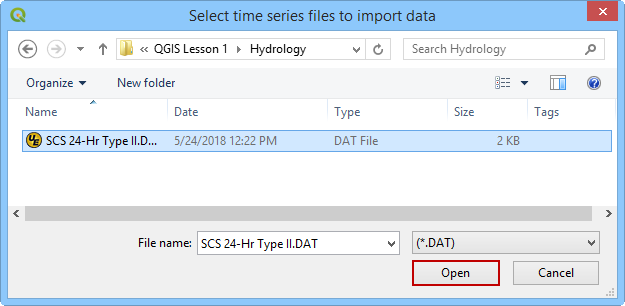 Select time series files to import data
« QGIS Lesson 1 Hydrology Search Hydrology
Organize New folder
Name Date Type Size Tags
SCS 24-Hr Type II.D... 5/24/2018 12:22 PM DAT File 2 KB
File name: SCS 24-Hr Type II.DAT (*.DAT)
Open Cancel